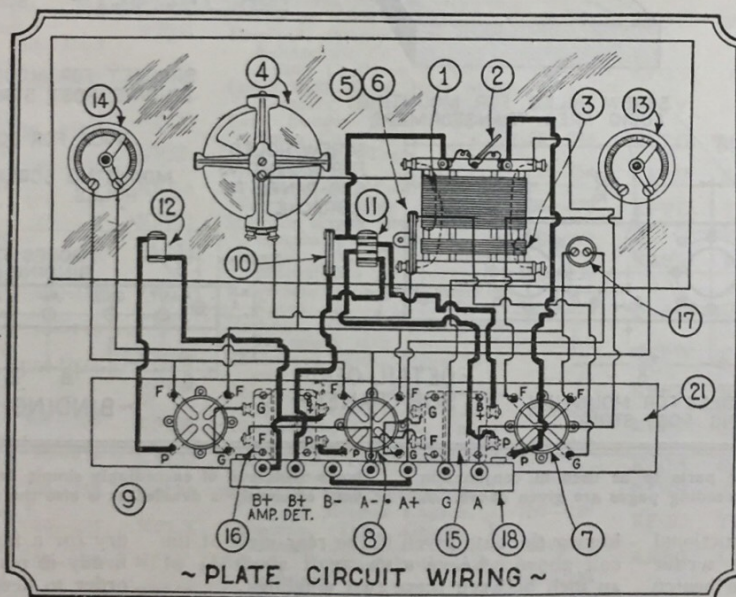 4
5 6 1 2 3
14 13
12 11
10
17
F F F F F F
G B+ G B+
21
P F P F P G
P G
9
B+ B+ B- A- • A+ G A
AMP. DET.
16 8 15 18 7
~ PLATE CIRCUIT WIRING ~